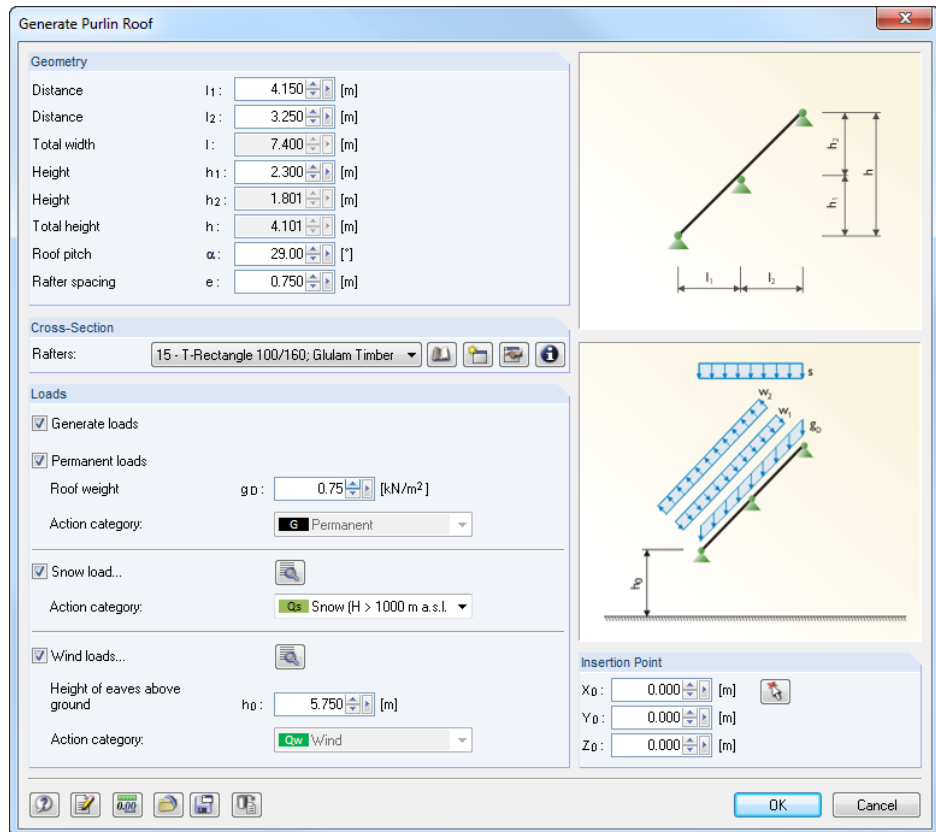 Generate Purlin Roof
Geometry
Distance l1: 4.150 [m]
Distance l2: 3.250 [m]
Total width l: 7.400 [m]
Height h1: 2.300 [m]
Height h2: 1.801 [m]
Total height h: 4.101 [m]
Roof pitch α: 29.00 [°]
Rafter spacing e: 0.750 [m]
h2
h
h1
l1 l2
Cross-Section
Rafters: 15 - T-Rectangle 100/160; Glulam Timber
Loads
Generate loads
Permanent loads
Roof weight gD: 0.75 [kN/m²]
Action category: G Permanent
Snow load...
Action category: Qs Snow (H > 1000 m a.s.l.
Wind loads...
Height of eaves above
ground h0: 5.750 [m]
Action category: Qw Wind
s
w2
w1
gD
h0
Insertion Point
X0: 0.000 [m]
Y0: 0.000 [m]
Z0: 0.000 [m]
0.00
OK Cancel